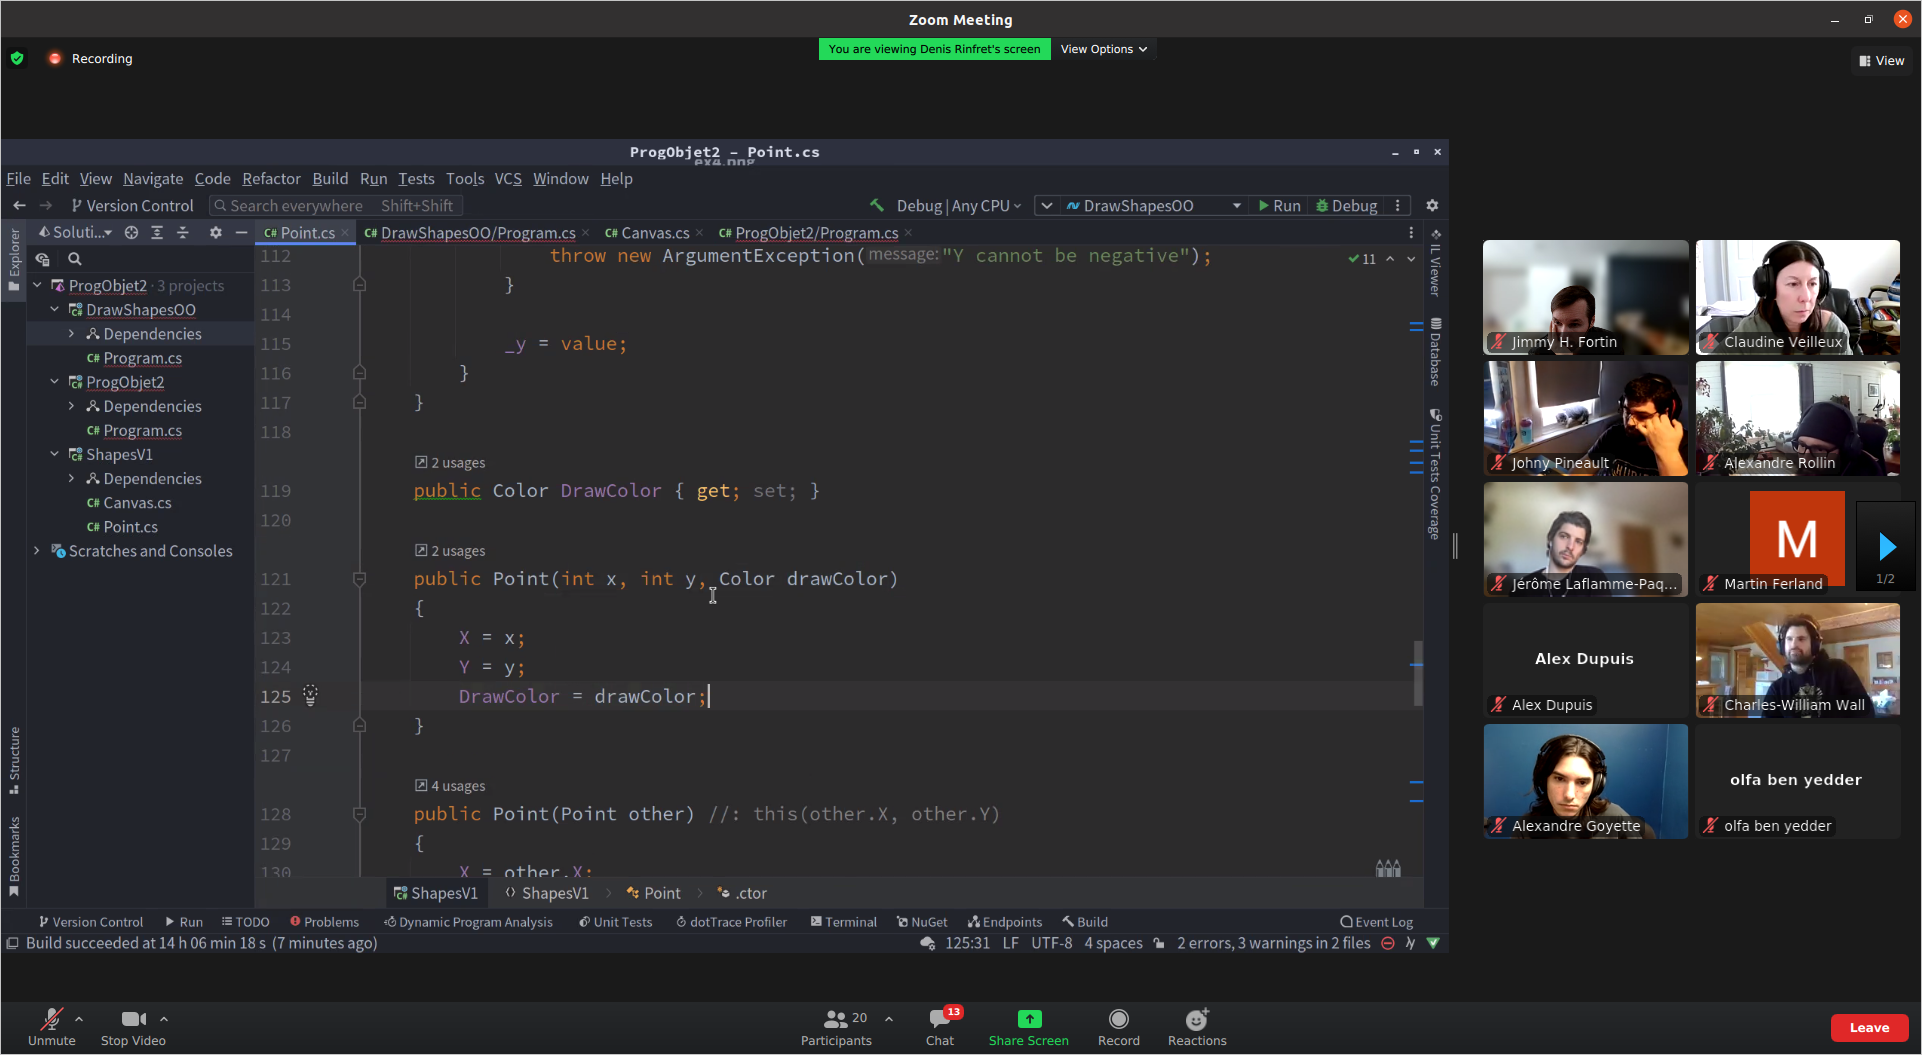 Zoom Meeting
Recording
You are viewing Denis Rinfret's screen
View Options
View
ProgObjet2 – Point.cs
File Edit View Navigate Code Refactor Build Run Tests Tools VCS Window Help
Version Control
Search everywhere Shift+Shift
Debug | Any CPU
DrawShapesOO
Run
Debug
Explorer
Soluti...
Point.cs
DrawShapesOO/Program.cs
Canvas.cs
ProgObjet2/Program.cs
ProgObjet2 · 3 projects
DrawShapesOO
Dependencies
Program.cs
ProgObjet2
Dependencies
Program.cs
ShapesV1
Dependencies
Canvas.cs
Point.cs
Scratches and Consoles
Structure
Bookmarks
112 throw new ArgumentException( message: "Y cannot be negative");
11
113 }
114
115 _y = value;
116 }
117 }
118
2 usages
119 public Color DrawColor { get; set; }
120
2 usages
121 public Point(int x, int y, Color drawColor)
122 {
123 X = x;
124 Y = y;
125 DrawColor = drawColor;
126 }
127
4 usages
128 public Point(Point other) //: this(other.X, other.Y)
129 {
130 X = other.X;
IL Viewer
Database
Unit Tests Coverage
ShapesV1
ShapesV1
Point
.ctor
Version Control
Run
TODO
Problems
Dynamic Program Analysis
Unit Tests
dotTrace Profiler
Terminal
NuGet
Endpoints
Build
Event Log
Build succeeded at 14 h 06 min 18 s (7 minutes ago)
125:31 LF UTF-8 4 spaces
2 errors, 3 warnings in 2 files
Jimmy H. Fortin
Claudine Veilleux
Johny Pineault
Alexandre Rollin
Jérôme Laflamme-Paq...
M
Martin Ferland
1/2
Alex Dupuis
Alex Dupuis
Charles-William Wall
Alexandre Goyette
olfa ben yedder
olfa ben yedder
Unmute
Stop Video
20
Participants
13
Chat
Share Screen
Record
Reactions
Leave